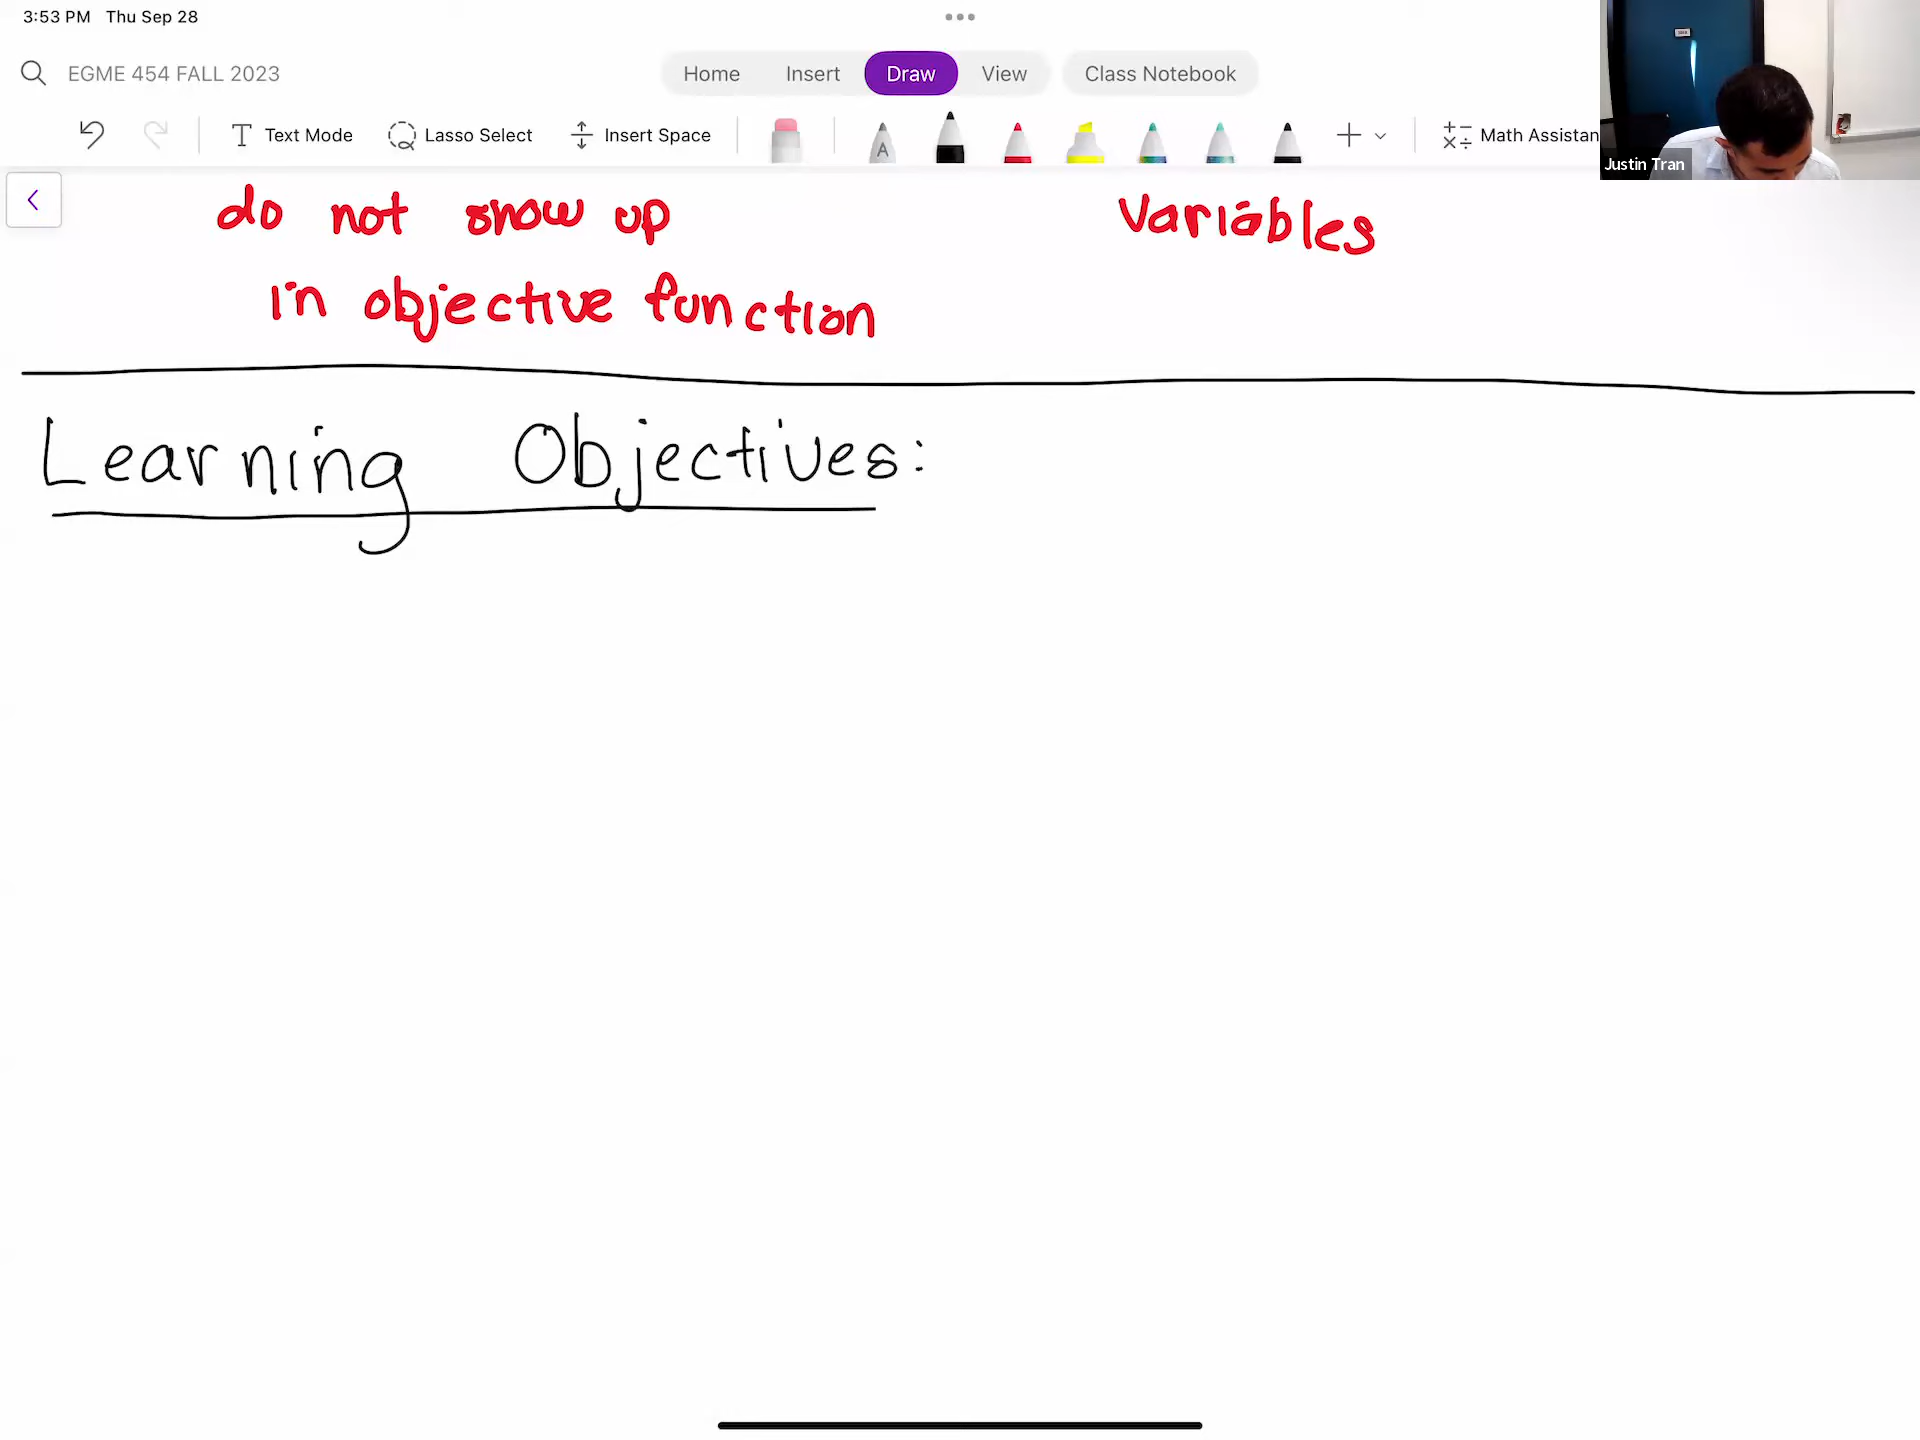 3:53 PM Thu Sep 28
EGME 454 FALL 2023
Home Insert Draw View Class Notebook
Text Mode Lasso Select Insert Space A Math Assistan
Justin Tran
do not show up Variables
in objective function
Learning Objectives: